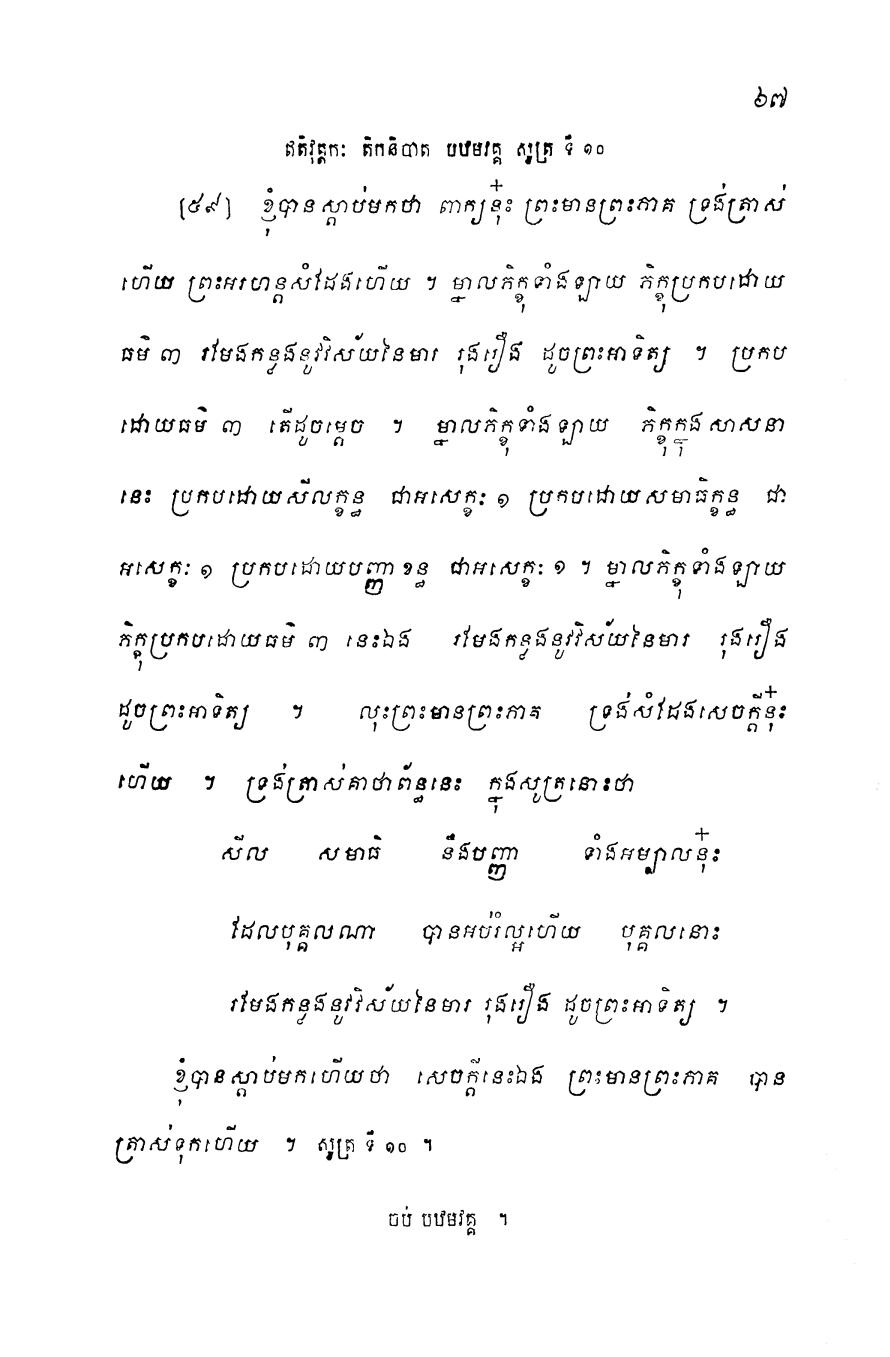 ៦៧
ឥតិវុត្តកៈ តិកនិបាត បឋមវគ្គ សូត្រ ទី ១០
[៥៩] ខ្ញុំបានស្តាប់មកថា ពាក្យនុ៎ះ ព្រះមានព្រះភាគ ទ្រង់ត្រាស់
ហើយ ព្រះអរហន្តសំដែងហើយ ។ ម្នាលភិក្ខុទាំងឡាយ ភិក្ខុប្រកបដោយ
ធម៌ ៣ រមែងកន្លងនូវវិស័យនៃមារ រុងរឿង ដូចព្រះអាទិត្យ ។ ប្រកប
ដោយធម៌ ៣ តើដូចម្តេច ។ ម្នាលភិក្ខុទាំងឡាយ ភិក្ខុក្នុងសាសនា
នេះ ប្រកបដោយសីលក្ខន្ធ ជាអសេក្ខៈ ១ ប្រកបដោយសមាធិក្ខន្ធ ជា
អសេក្ខៈ ១ ប្រកបដោយបញ្ញាខន្ធ ជាអសេក្ខៈ ១ ។ ម្នាលភិក្ខុទាំងឡាយ
ភិក្ខុប្រកបដោយធម៌ ៣ នេះឯង រមែងកន្លងនូវវិស័យនៃមារ រុងរឿង
ដូចព្រះអាទិត្យ ។ លុះព្រះមានព្រះភាគ ទ្រង់សំដែងសេចក្តីនុ៎ះ
ហើយ ។ ទ្រង់ត្រាស់គាថាព័ន្ធនេះ ក្នុងសូត្រនោះថា
សីល សមាធិ និងបញ្ញា ទាំងអម្បាលនុ៎ះ
ដែលបុគ្គលណា បានអប់រំល្អហើយ បុគ្គលនោះ
រមែងកន្លងនូវវិស័យនៃមារ រុងរឿង ដូចព្រះអាទិត្យ ។
ខ្ញុំបានស្តាប់មកហើយថា សេចក្តីនេះឯង ព្រះមានព្រះភាគ បាន
ត្រាស់ទុកហើយ ។ សូត្រ ទី ១០ ។
ចប់ បឋមវគ្គ ។